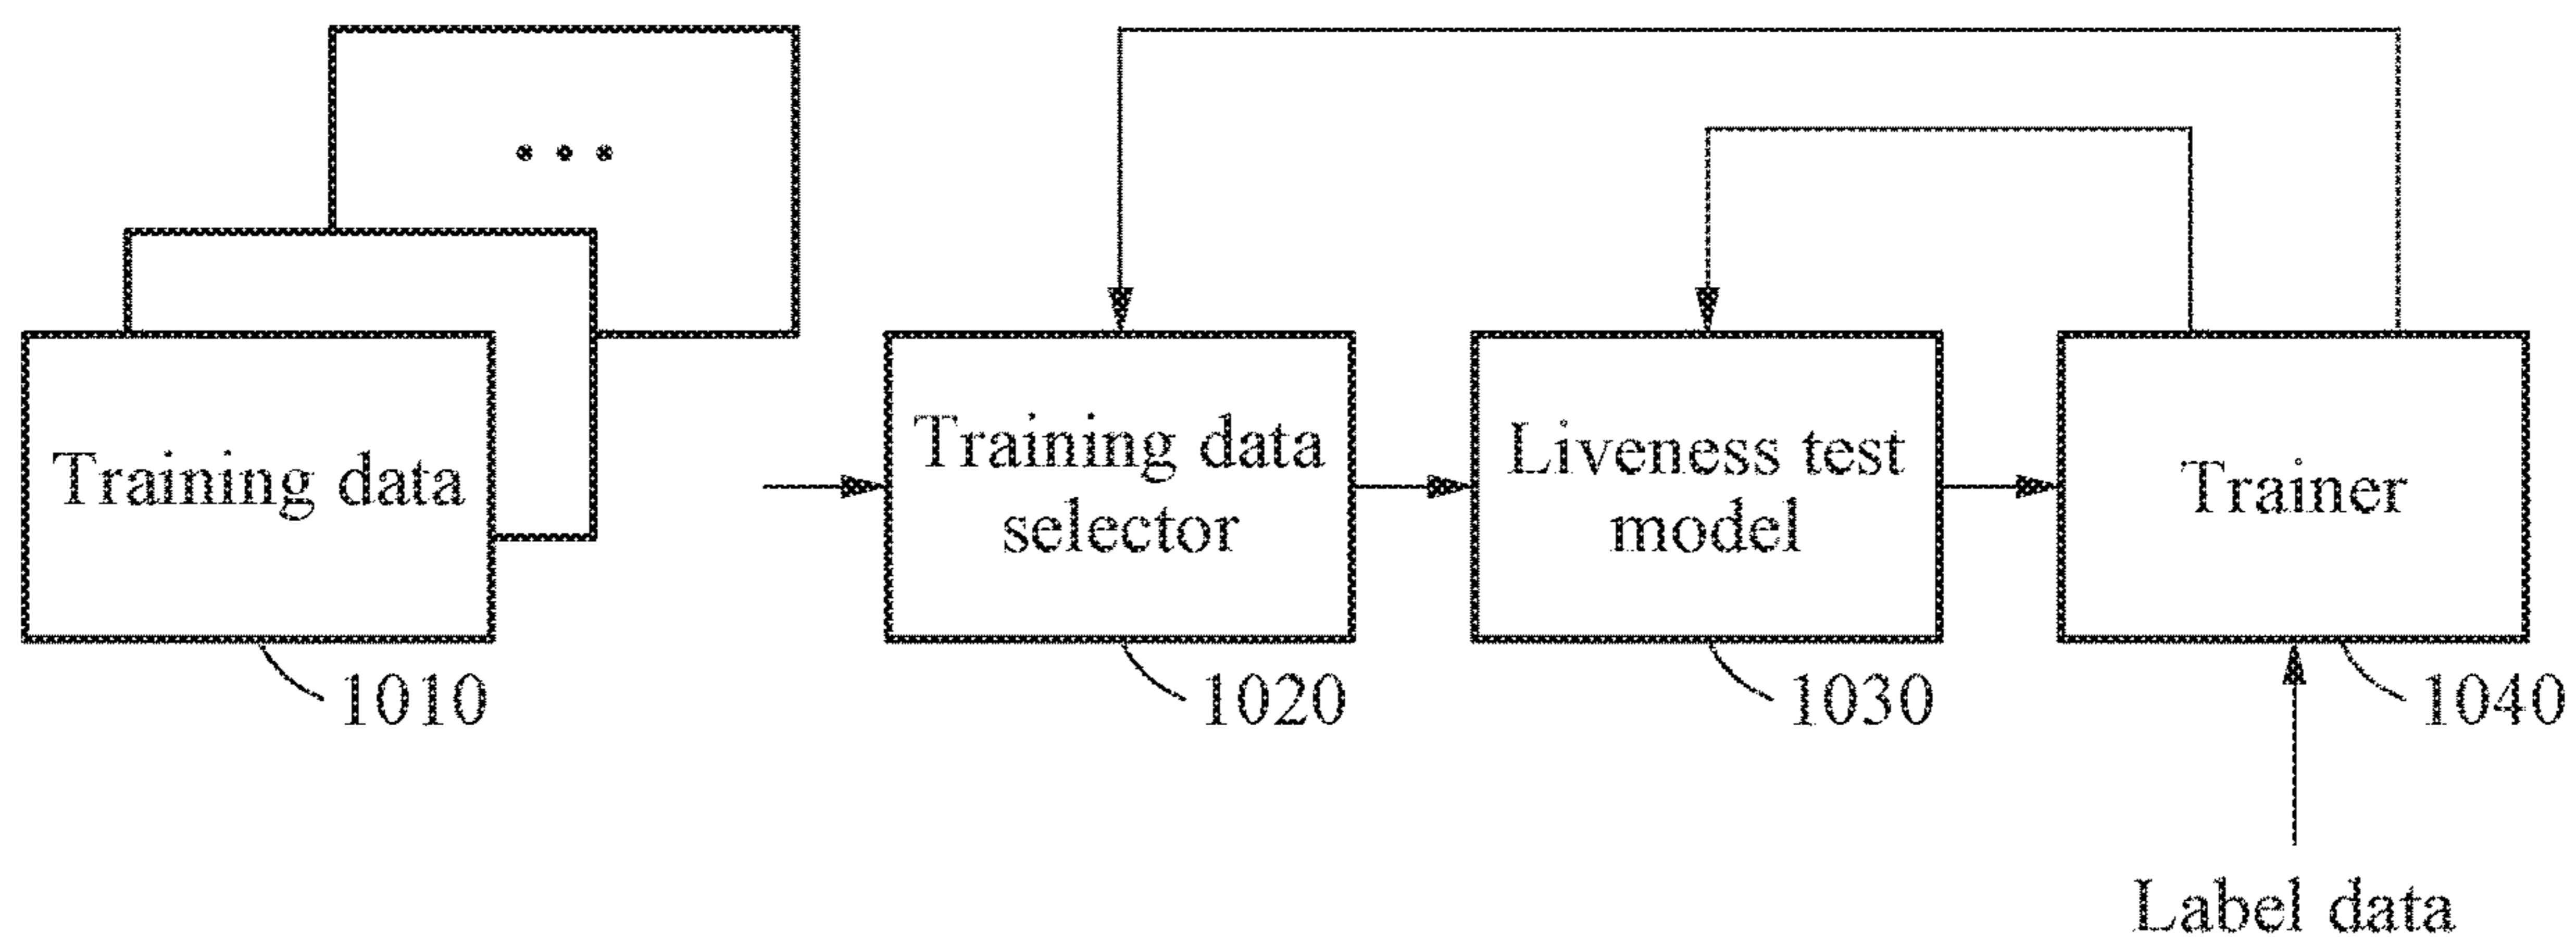 ...
Training data
Training data
selector
Liveness test
model
Trainer
1010
1020
1030
1040
Label data